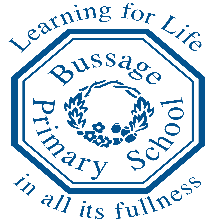 Learning for Life
Bussage
Primary School
in all its fullness